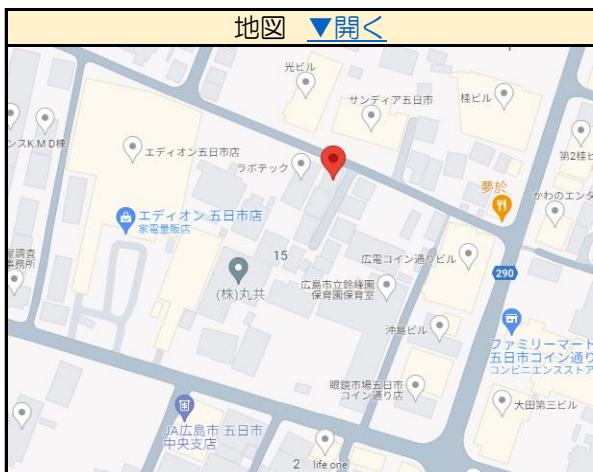 地図 ▼開く
光ビル
サンディア五日市
桂ビル
ンスK.M D棟
エディオン五日市店
ラボテック
第2桂ビ
夢於
かわのエンタ
エディオン 五日市店
家電量販店
15
広電コイン通りビル
屋調査
事務所
290
(株)丸共
広島市立鈴峰園
保育園保育室
沖島ビル
ファミリーマート
五日市コイン通り
コンビニエンスストア
眼鏡市場五日市
コイン通り店
大田第三ビル
JA広島市 五日市
中央支店
2
life one